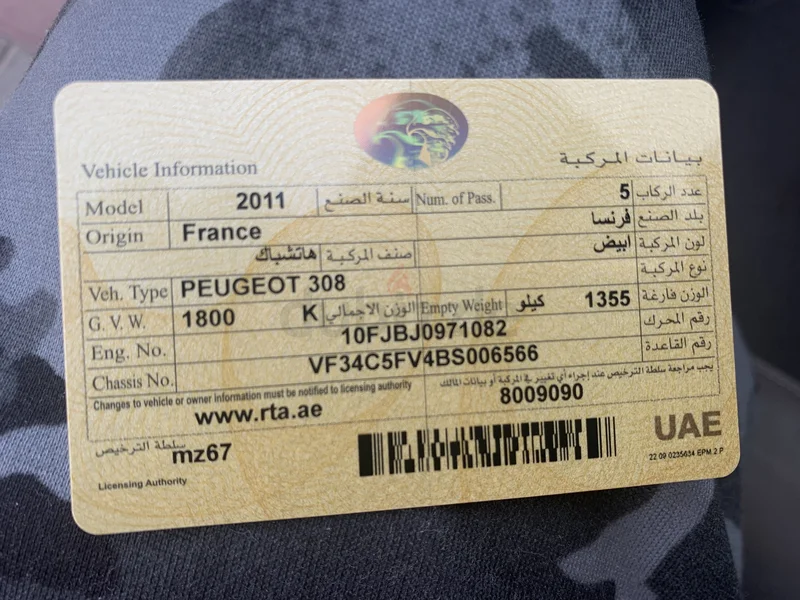 Vehicle Information بيانات المركبة
Model 2011 سنة الصنع Num. of Pass. 5 عدد الركاب
Origin France فرنسا بلد الصنع
هاتشباك صنف المركبة ابيض لون المركبة
Veh. Type PEUGEOT 308 نوع المركبة
G. V. W. 1800 K الوزن الاجمالي Empty Weight كيلو 1355 الوزن فارغة
Eng. No. 10FJBJ0971082 رقم المحرك
Chassis No. VF34C5FV4BS006566 رقم القاعدة
Changes to vehicle or owner information must be notified to licensing authority يجب مراجعة سلطة الترخيص عند إجراء أي تغيير في المركبة أو بيانات المالك
www.rta.ae 8009090
سلطة الترخيص mz67 UAE
Licensing Authority 22 09 0235634 EPM 2 P